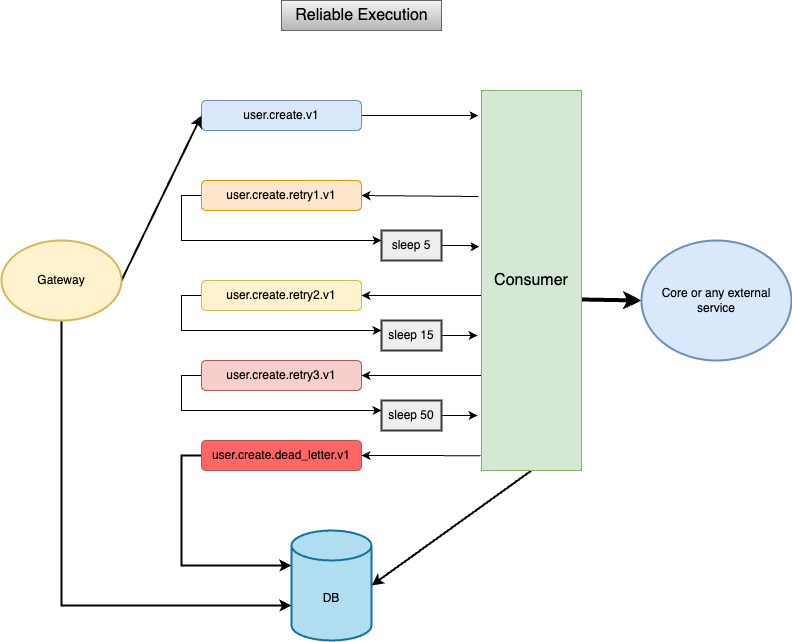 Reliable Execution
user.create.v1
user.create.retry1.v1
sleep 5
Gateway
Consumer
user.create.retry2.v1
Core or any external
service
sleep 15
user.create.retry3.v1
sleep 50
user.create.dead_letter.v1
DB